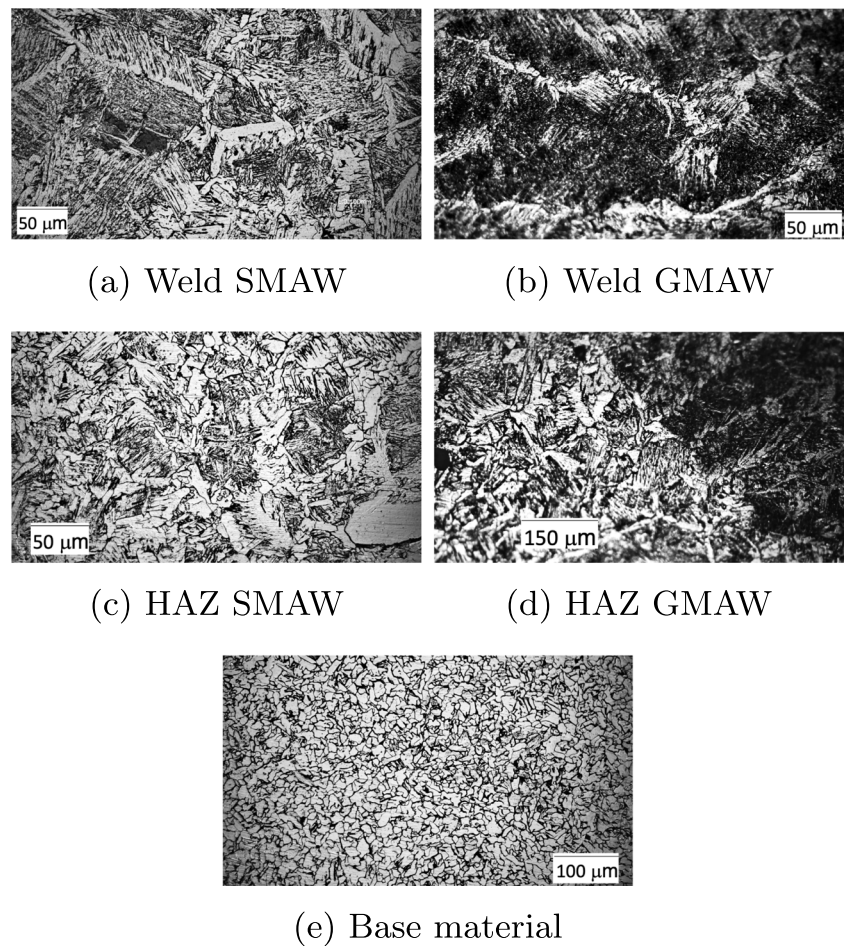 50 μm
50 μm
(a) Weld SMAW
(b) Weld GMAW
50 μm
150 μm
(c) HAZ SMAW
(d) HAZ GMAW
100 μm
(e) Base material